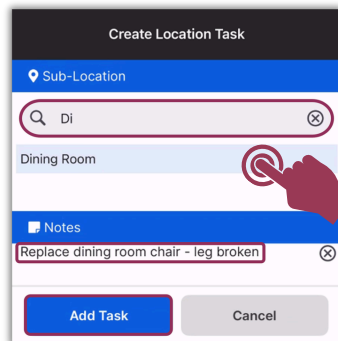 Create Location Task
Sub-Location
Di
Dining Room
Notes
Replace dining room chair - leg broken
Add Task
Cancel